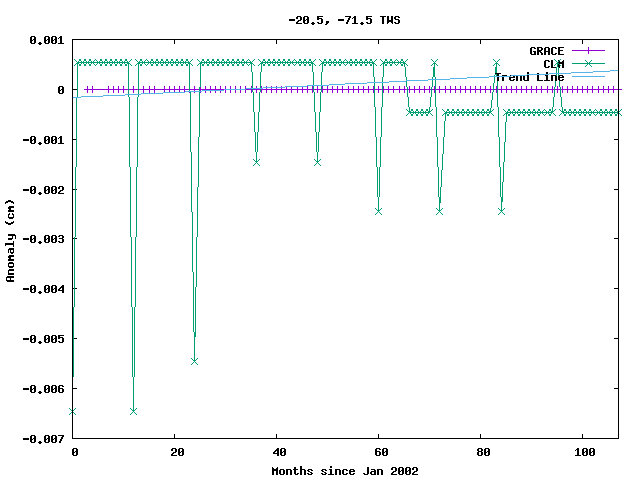 -20.5, -71.5 TWS
0.001
0
-0.001
-0.002
-0.003
-0.004
-0.005
-0.006
-0.007
GRACE
CLM
Trend Line
Anomaly (cm)
0 20 40 60 80 100
Months since Jan 2002